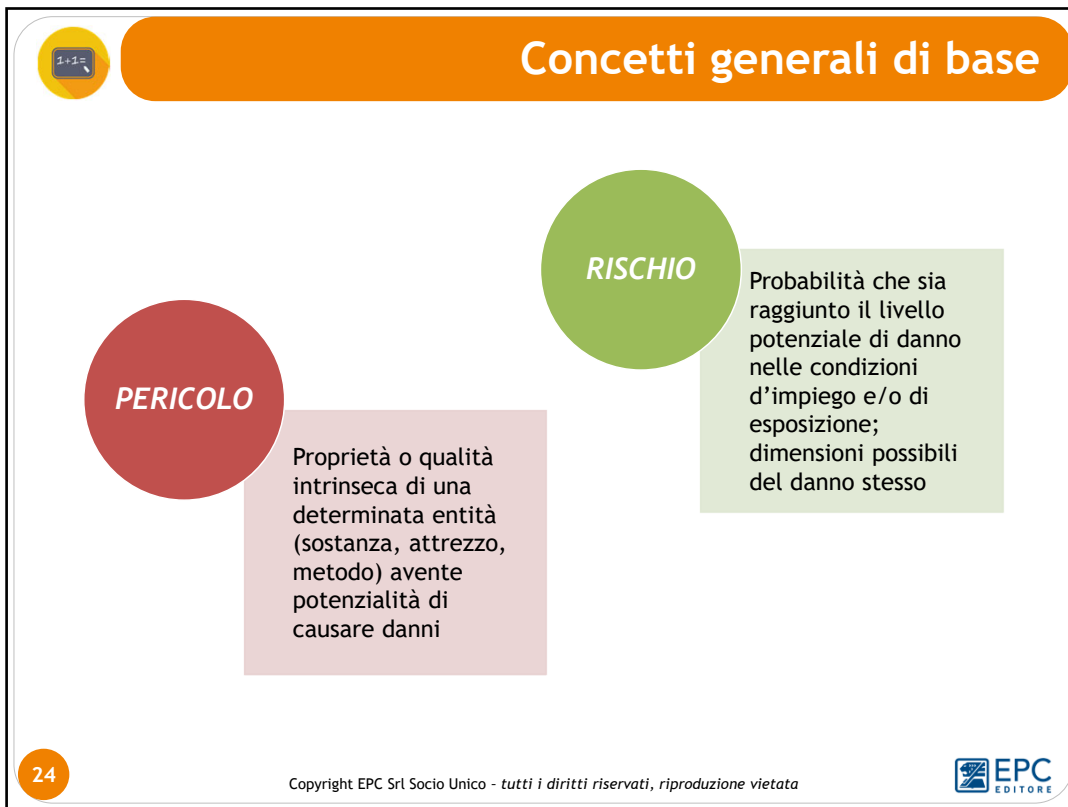 1+1=
Concetti generali di base
PERICOLO
Proprietà o qualità
intrinseca di una
determinata entità
(sostanza, attrezzo,
metodo) avente
potenzialità di
causare danni
RISCHIO
Probabilità che sia
raggiunto il livello
potenziale di danno
nelle condizioni
d’impiego e/o di
esposizione;
dimensioni possibili
del danno stesso
24
Copyright EPC Srl Socio Unico – tutti i diritti riservati, riproduzione vietata
EPC
EDITORE